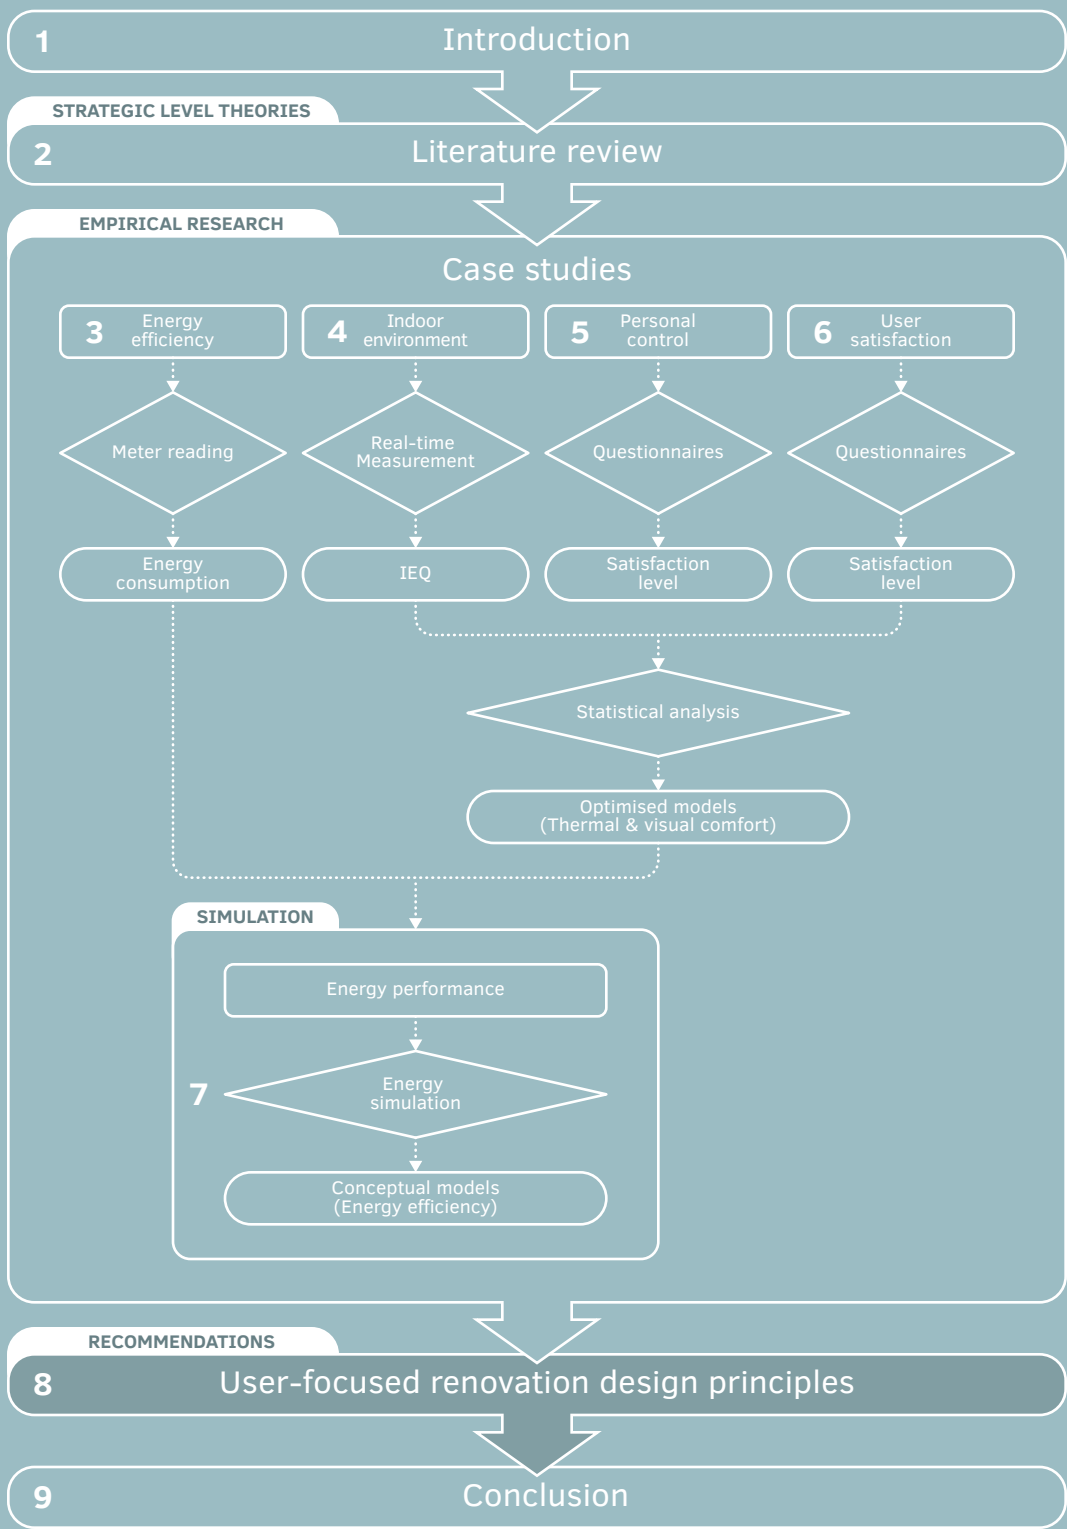 1
Introduction
STRATEGIC LEVEL THEORIES
2
Literature review
EMPIRICAL RESEARCH
Case studies
3
Energy
efficiency
4
Indoor
environment
5
Personal
control
6
User
satisfaction
Meter reading
Real-time
Measurement
Questionnaires
Questionnaires
Energy
consumption
IEQ
Satisfaction
level
Satisfaction
level
Statistical analysis
Optimised models
(Thermal & visual comfort)
SIMULATION
Energy performance
7
Energy
simulation
Conceptual models
(Energy efficiency)
RECOMMENDATIONS
8
User-focused renovation design principles
9
Conclusion